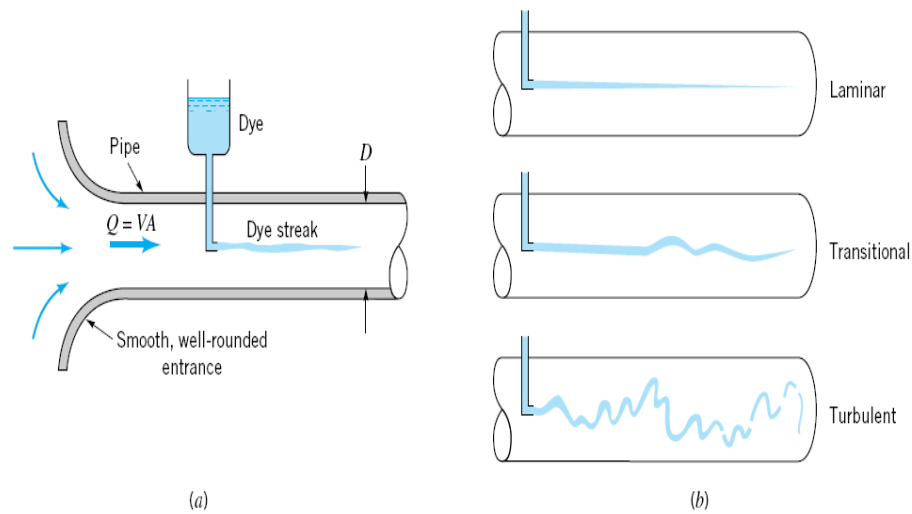 Dye
Pipe
D
Q = VA
Dye streak
Smooth, well-rounded
entrance
(a)
Laminar
Transitional
Turbulent
(b)